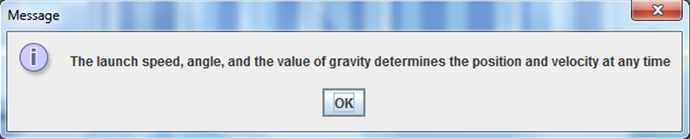 Message
The launch speed, angle, and the value of gravity determines the position and velocity at any time
OK